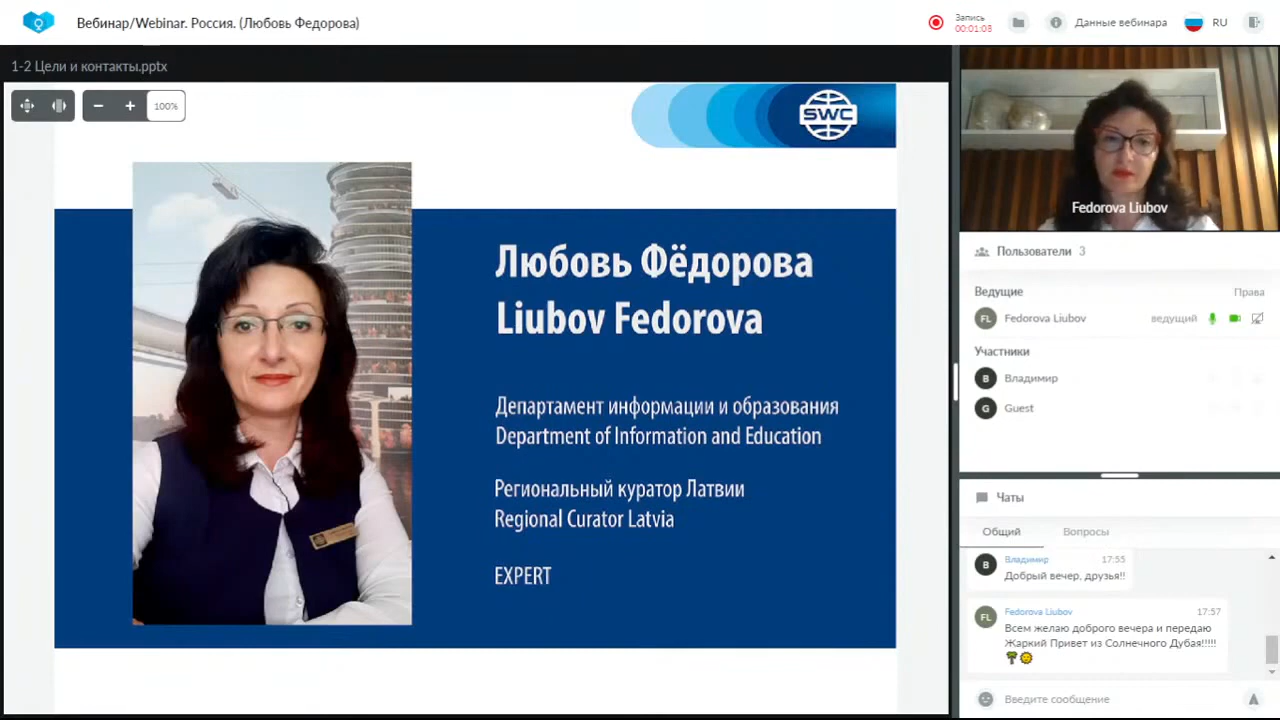 Вебинар/Webinar. Россия. (Любовь Федорова)
Запись
00:01:03
Данные вебинара
RU
1-2 Цели и контакты.pptx
100%
SWC
Любовь Фёдорова
Liubov Fedorova
Департамент информации и образования
Department of Information and Education
Региональный куратор Латвии
Regional Curator Latvia
EXPERT
Fedorova Liubov
Пользователи 3
Ведущие Права
FL Fedorova Liubov ведущий
Участники
В Владимир
G Guest
Чаты
Общий Вопросы
В Владимир 17:55
Добрый вечер, друзья!!
FL Fedorova Liubov 17:57
Всем желаю доброго вечера и передаю
Жаркий Привет из Солнечного Дубая!!!!!
Введите сообщение